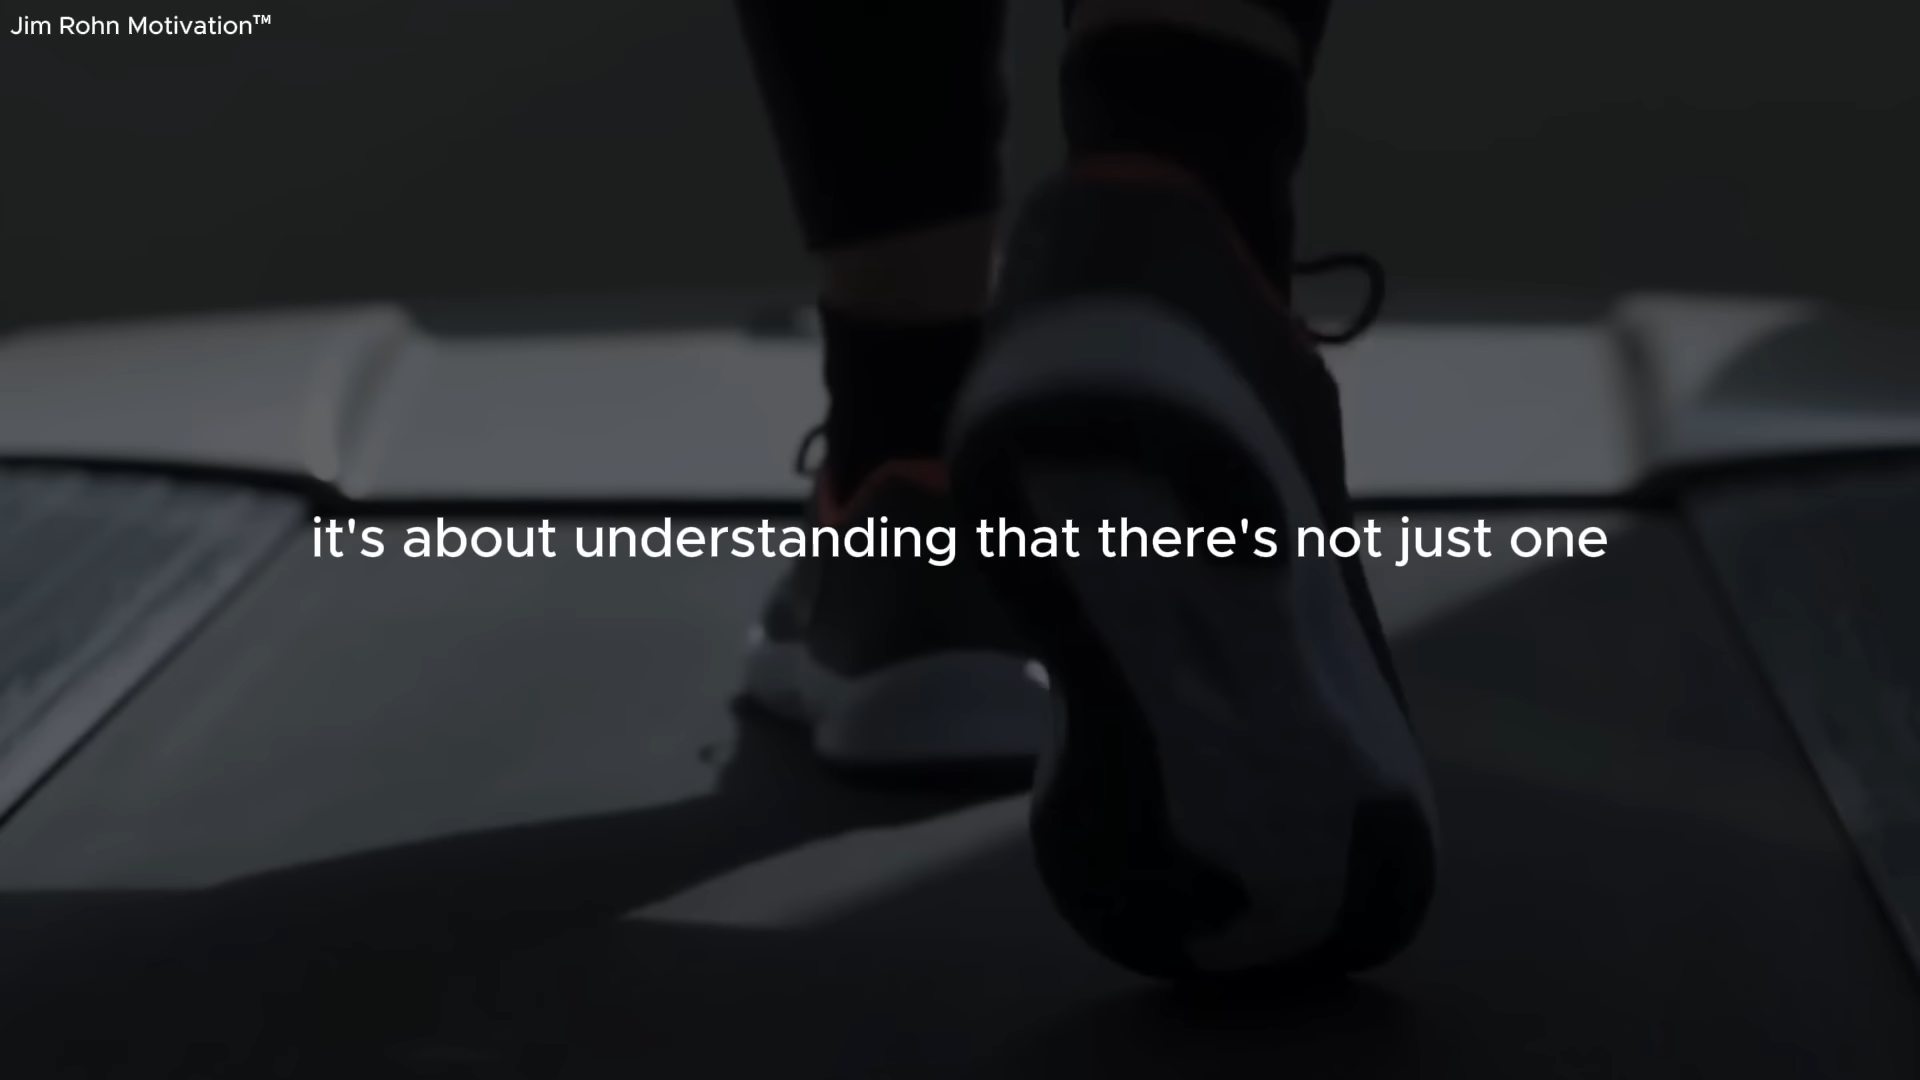 Jim Rohn Motivation™
it's about understanding that there's not just one